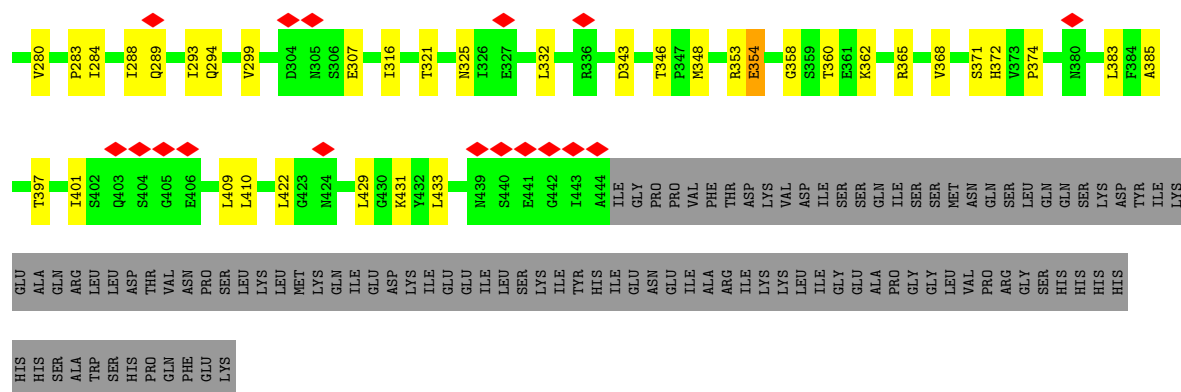 V280 P283 I284 I288 Q289 I293 Q294 V299 D304 N305 S306 E307 I316 T321 N325 I326 E327 L332 R336 D343 T346 P347 M348 R353 E354 G358 S359 T360 E361 K362 R365 V368 S371 H372 V373 P374 N380 L383 F384 A385
T397 I401 S402 Q403 S404 G405 E406 L409 L410 L422 G423 N424 L429 G430 K431 Y432 L433 N439 S440 E441 G442 I443 A444 ILE GLY PRO PRO VAL PHE THR ASP LYS VAL ASP ILE SER SER GLN ILE SER SER MET ASN GLN SER LEU GLN GLN SER LYS ASP TYR ILE LYS
GLU ALA GLN ARG LEU LEU ASP THR VAL ASN PRO SER LEU LYS LEU MET LYS GLN ILE GLU ASP LYS ILE GLU GLU ILE LEU SER LYS ILE TYR HIS ILE GLU ASN GLU ILE ALA ARG ILE LYS LYS LEU ILE GLY GLU ALA PRO GLY GLY LEU VAL PRO ARG GLY SER HIS HIS HIS HIS
HIS HIS SER ALA TRP SER HIS PRO GLN PHE GLU LYS